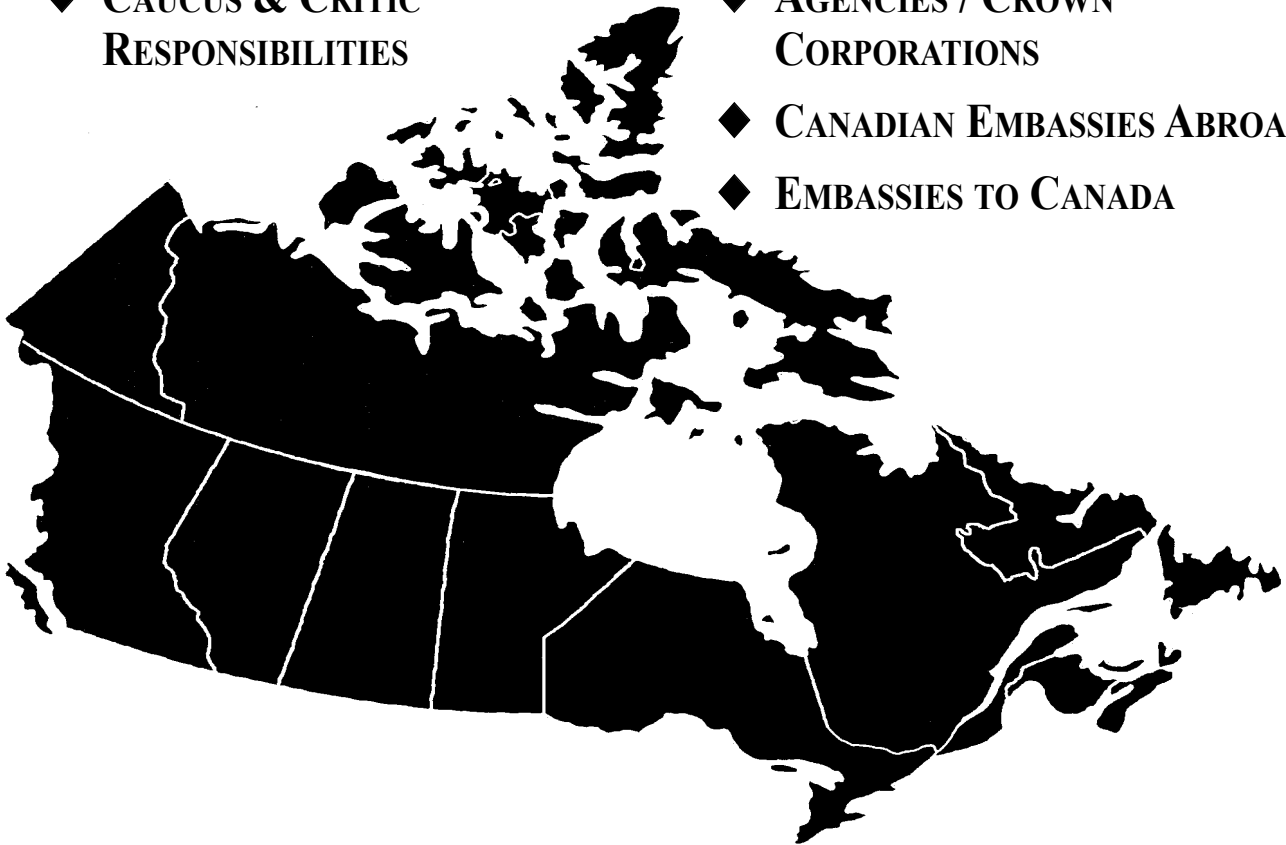 ◆ CAUCUS & CRITIC
RESPONSIBILITIES
◆ AGENCIES / CROWN
CORPORATIONS
◆ CANADIAN EMBASSIES ABROA
◆ EMBASSIES TO CANADA